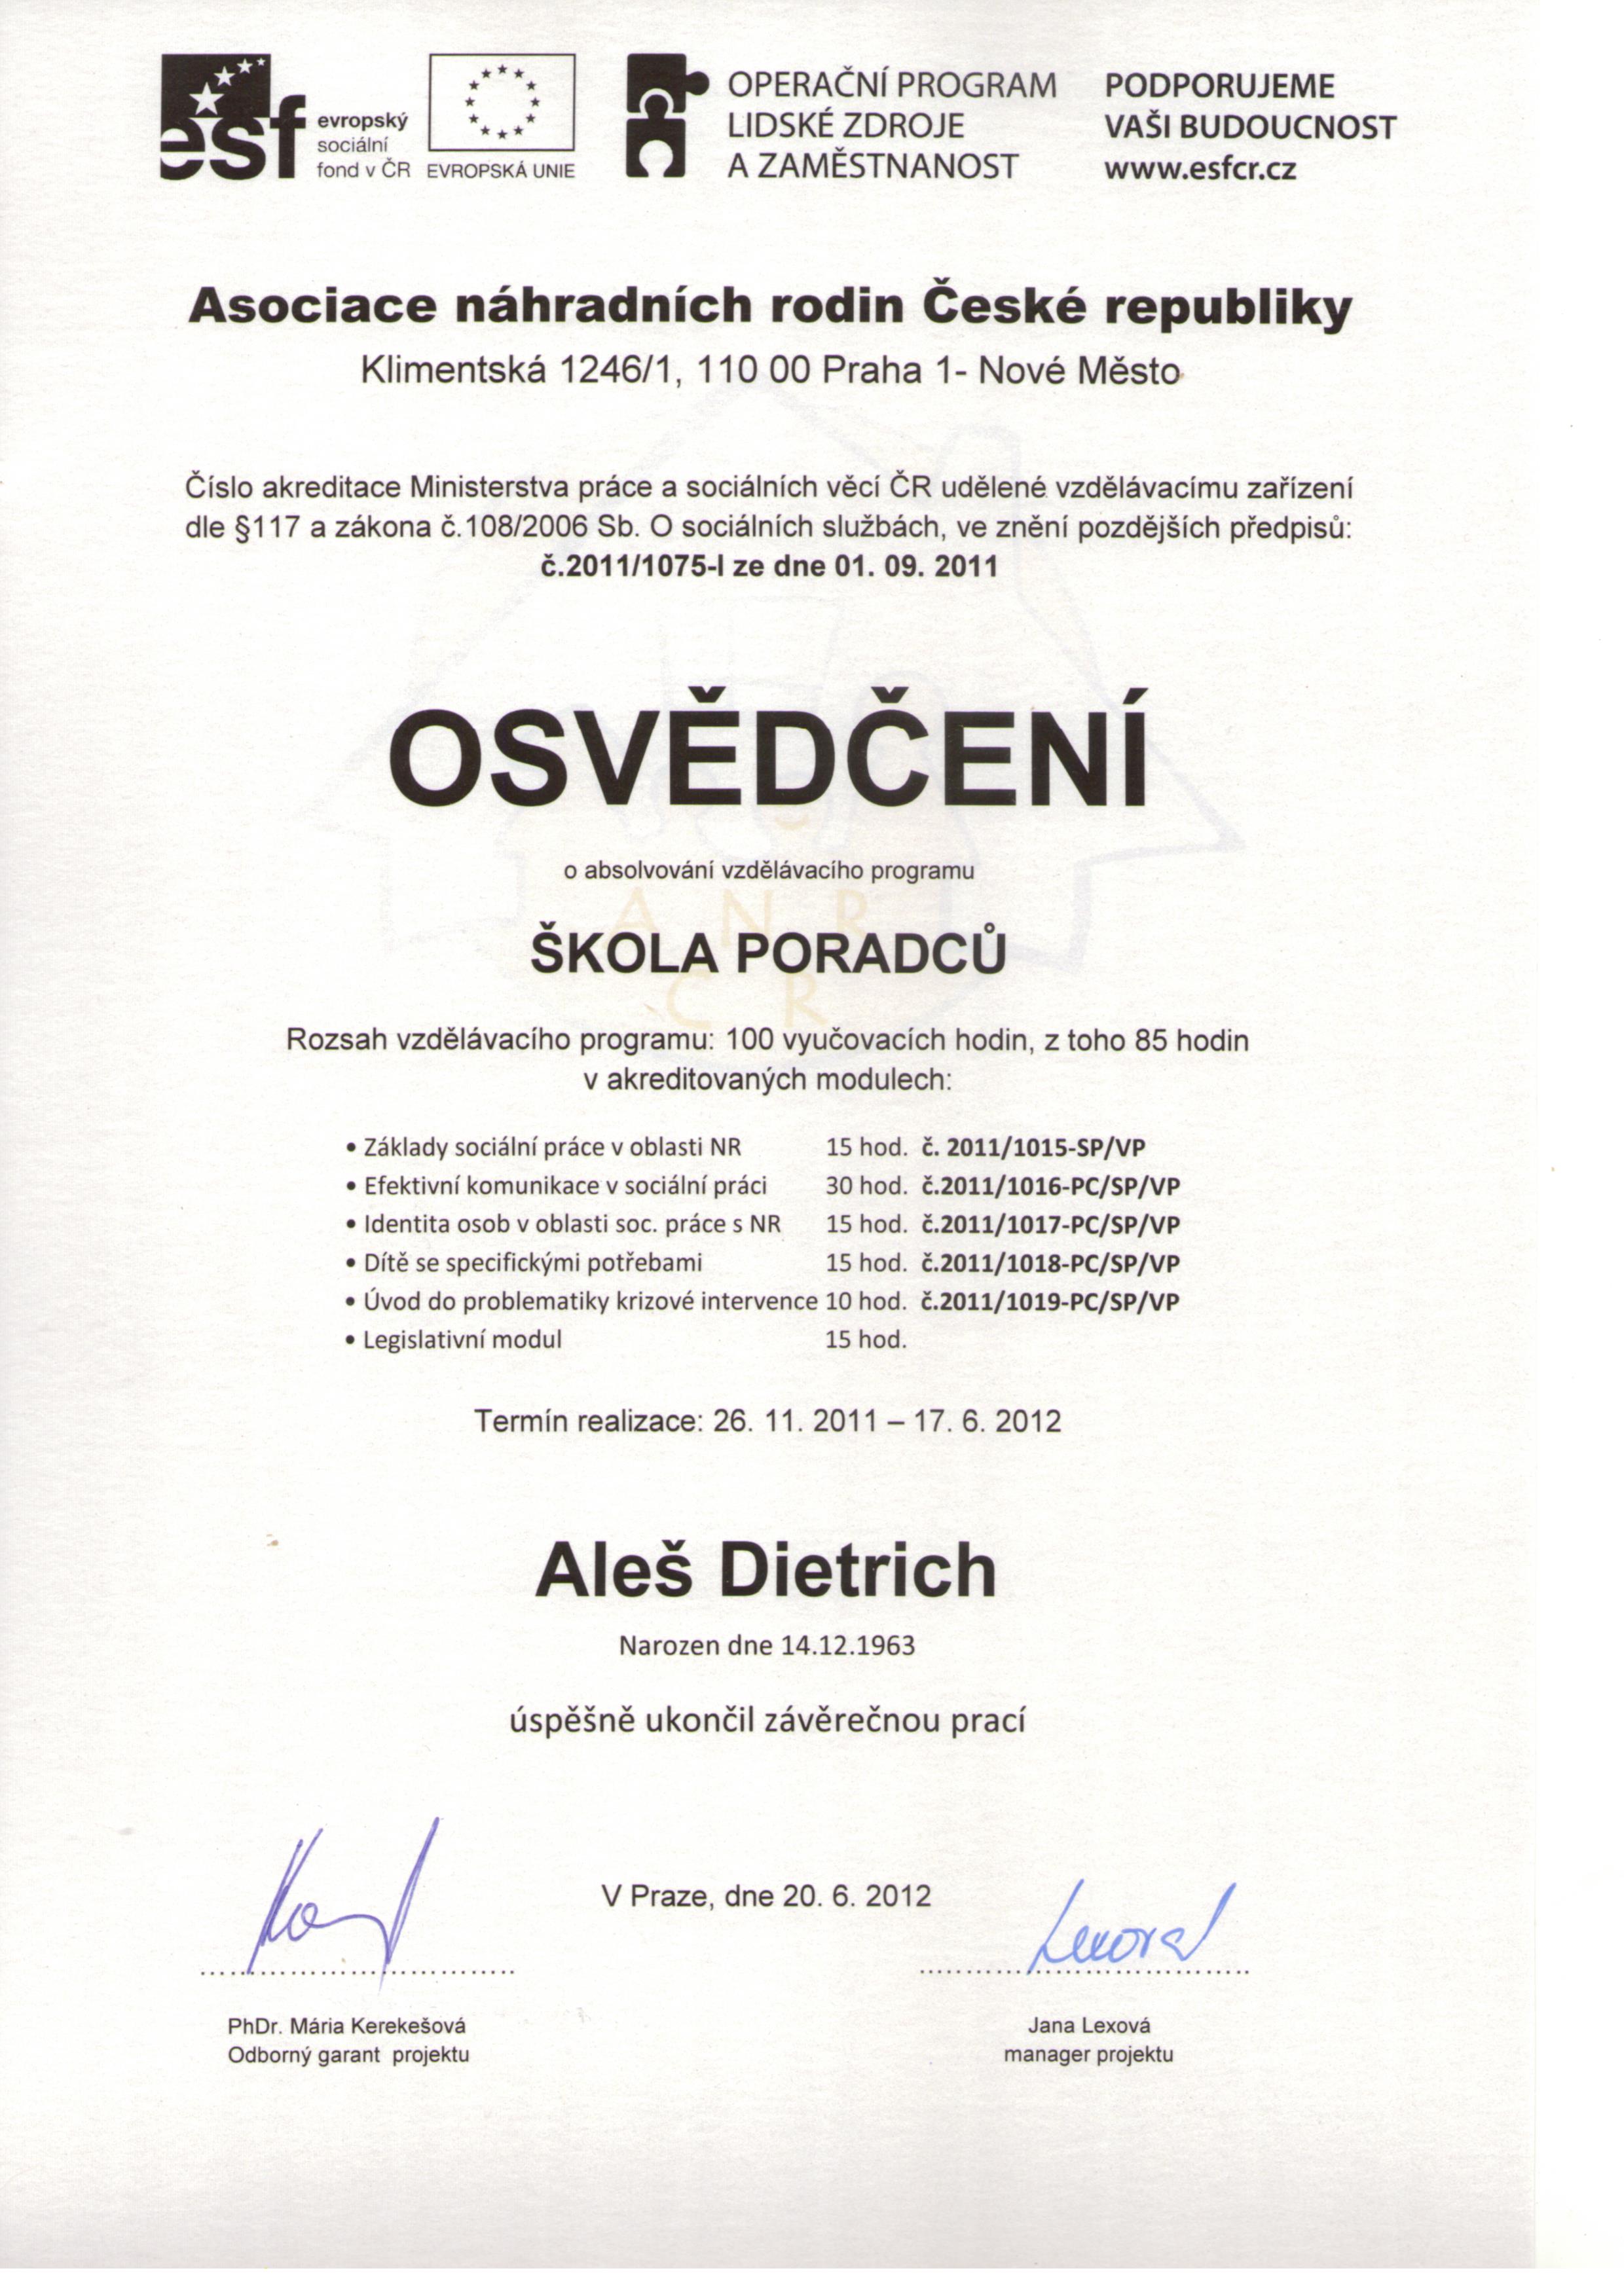 esf evropský sociální fond v ČR
EVROPSKÁ UNIE
OPERAČNÍ PROGRAM
LIDSKÉ ZDROJE
A ZAMĚSTNANOST
PODPORUJEME
VAŠI BUDOUCNOST
www.esfcr.cz
Asociace náhradních rodin České republiky
Klimentská 1246/1, 110 00 Praha 1- Nové Město
Číslo akreditace Ministerstva práce a sociálních věcí ČR udělené vzdělávacímu zařízení
dle §117 a zákona č.108/2006 Sb. O sociálních službách, ve znění pozdějších předpisů:
č.2011/1075-I ze dne 01. 09. 2011
OSVĚDČENÍ
o absolvování vzdělávacího programu
A N R
ŠKOLA PORADCŮ
C R
Rozsah vzdělávacího programu: 100 vyučovacích hodin, z toho 85 hodin
v akreditovaných modulech:
• Základy sociální práce v oblasti NR 15 hod. č. 2011/1015-SP/VP
• Efektivní komunikace v sociální práci 30 hod. č.2011/1016-PC/SP/VP
• Identita osob v oblasti soc. práce s NR 15 hod. č.2011/1017-PC/SP/VP
• Dítě se specifickými potřebami 15 hod. č.2011/1018-PC/SP/VP
• Úvod do problematiky krizové intervence 10 hod. č.2011/1019-PC/SP/VP
• Legislativní modul 15 hod.
Termín realizace: 26. 11. 2011 – 17. 6. 2012
Aleš Dietrich
Narozen dne 14.12.1963
úspěšně ukončil závěrečnou prací
V Praze, dne 20. 6. 2012
Lexová
PhDr. Mária Kerekešová
Odborný garant projektu
Jana Lexová
manager projektu